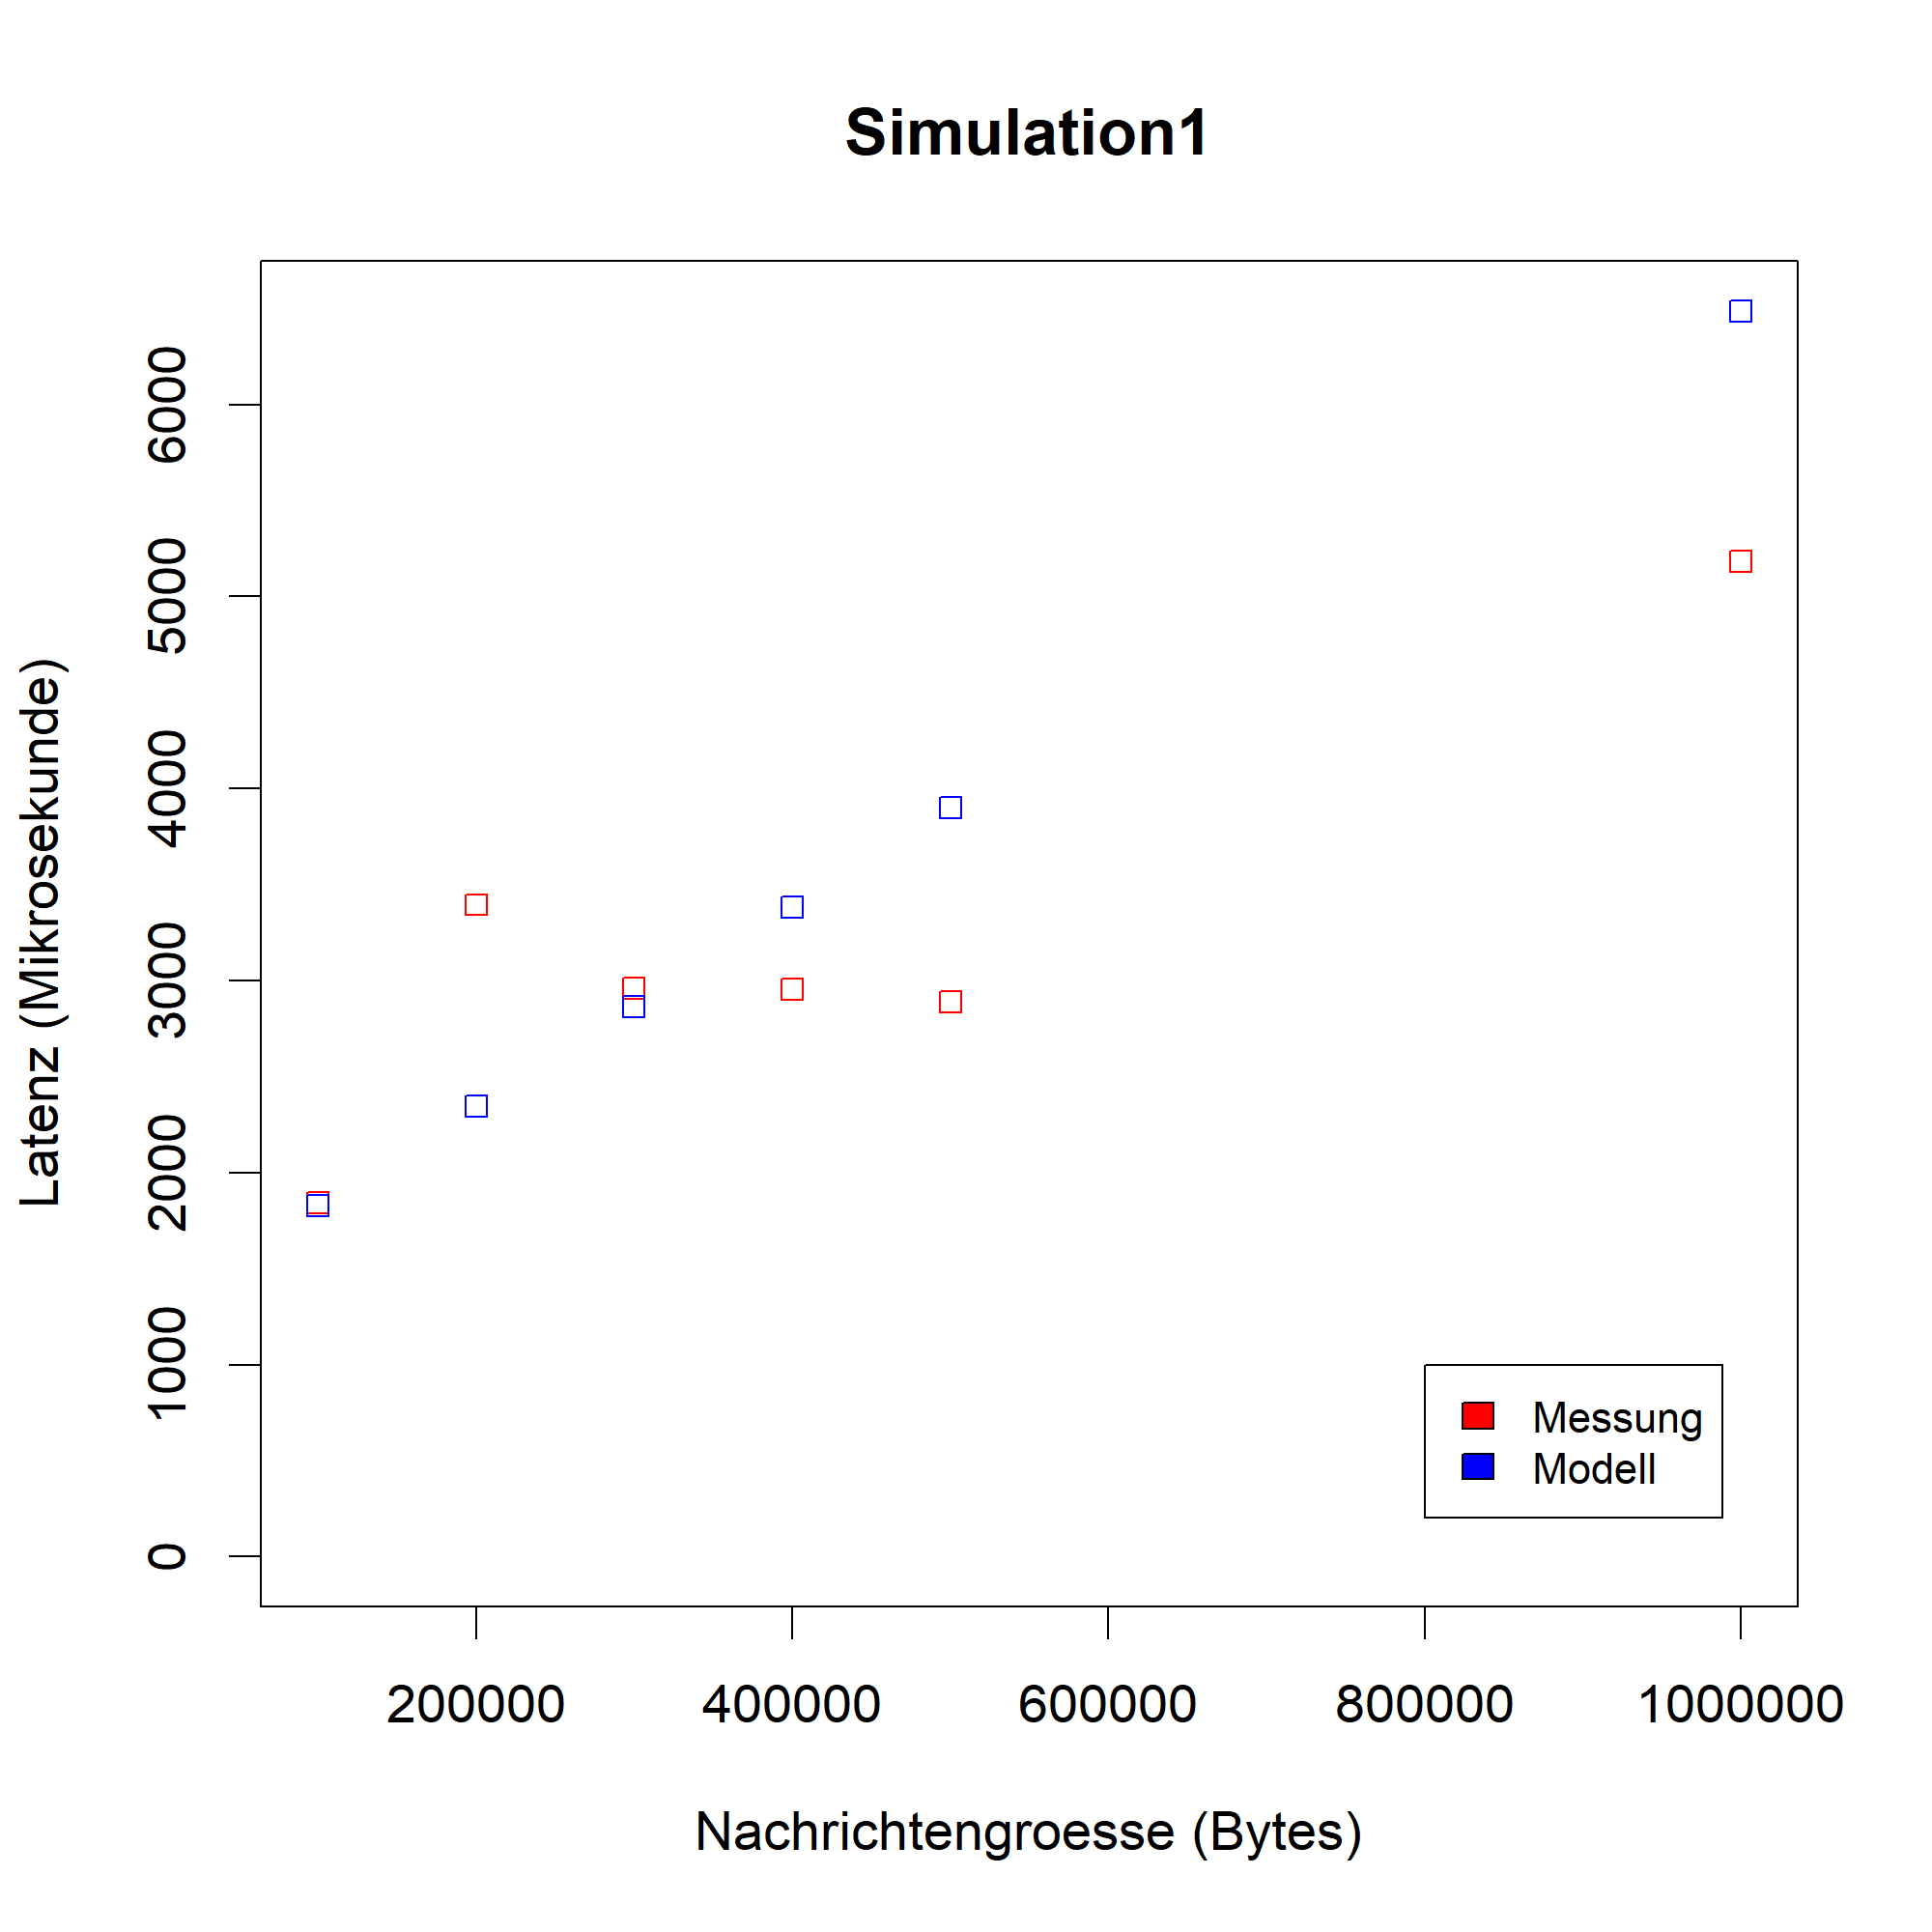 Simulation1
Latenz (Mikrosekunde)
6000
5000
4000
3000
2000
1000
0
Messung
Modell
200000 400000 600000 800000 1000000
Nachrichtengroesse (Bytes)